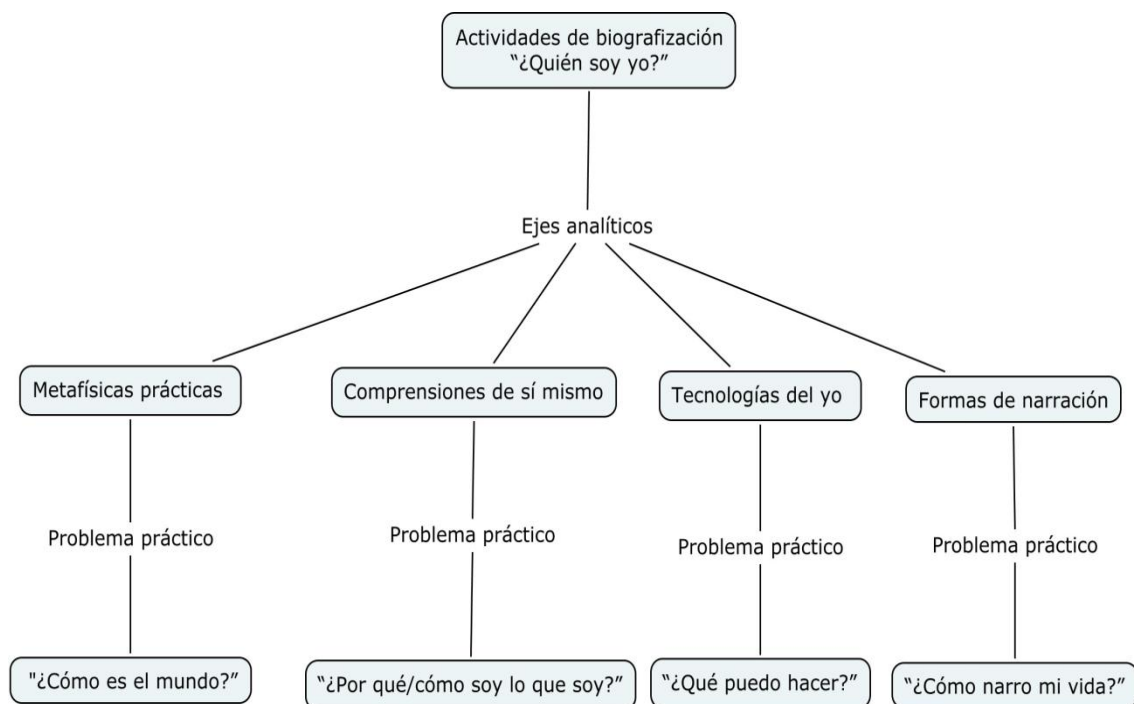 Actividades de biografización
“¿Quién soy yo?”
Ejes analíticos
Metafísicas prácticas
Comprensiones de sí mismo
Tecnologías del yo
Formas de narración
Problema práctico
Problema práctico
Problema práctico
Problema práctico
"¿Cómo es el mundo?”
“¿Por qué/cómo soy lo que soy?”
“¿Qué puedo hacer?”
“¿Cómo narro mi vida?”